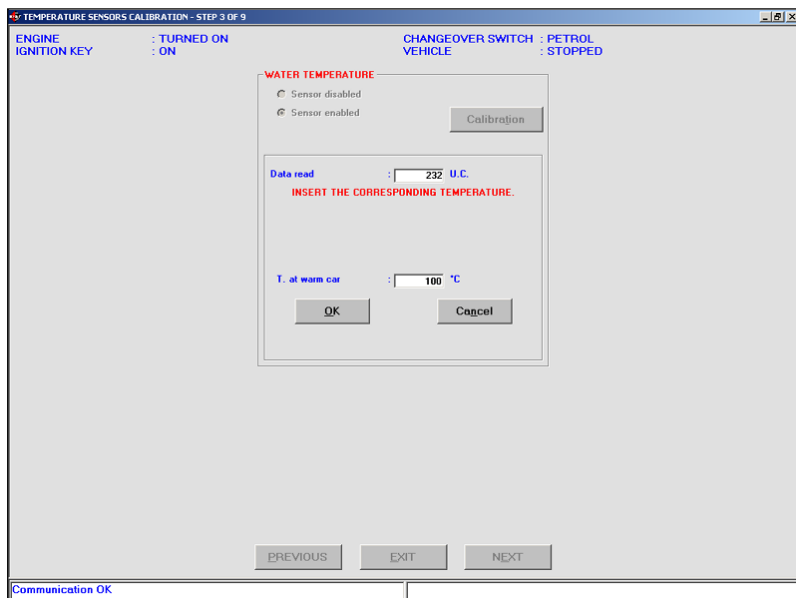 TEMPERATURE SENSORS CALIBRATION - STEP 3 OF 9
ENGINE : TURNED ON CHANGEOVER SWITCH : PETROL
IGNITION KEY : ON VEHICLE : STOPPED
WATER TEMPERATURE
Sensor disabled
Sensor enabled
Calibration
Data read : 232 U.C.
INSERT THE CORRESPONDING TEMPERATURE.
T. at warm car : 100 °C
OK Cancel
PREVIOUS EXIT NEXT
Communication OK